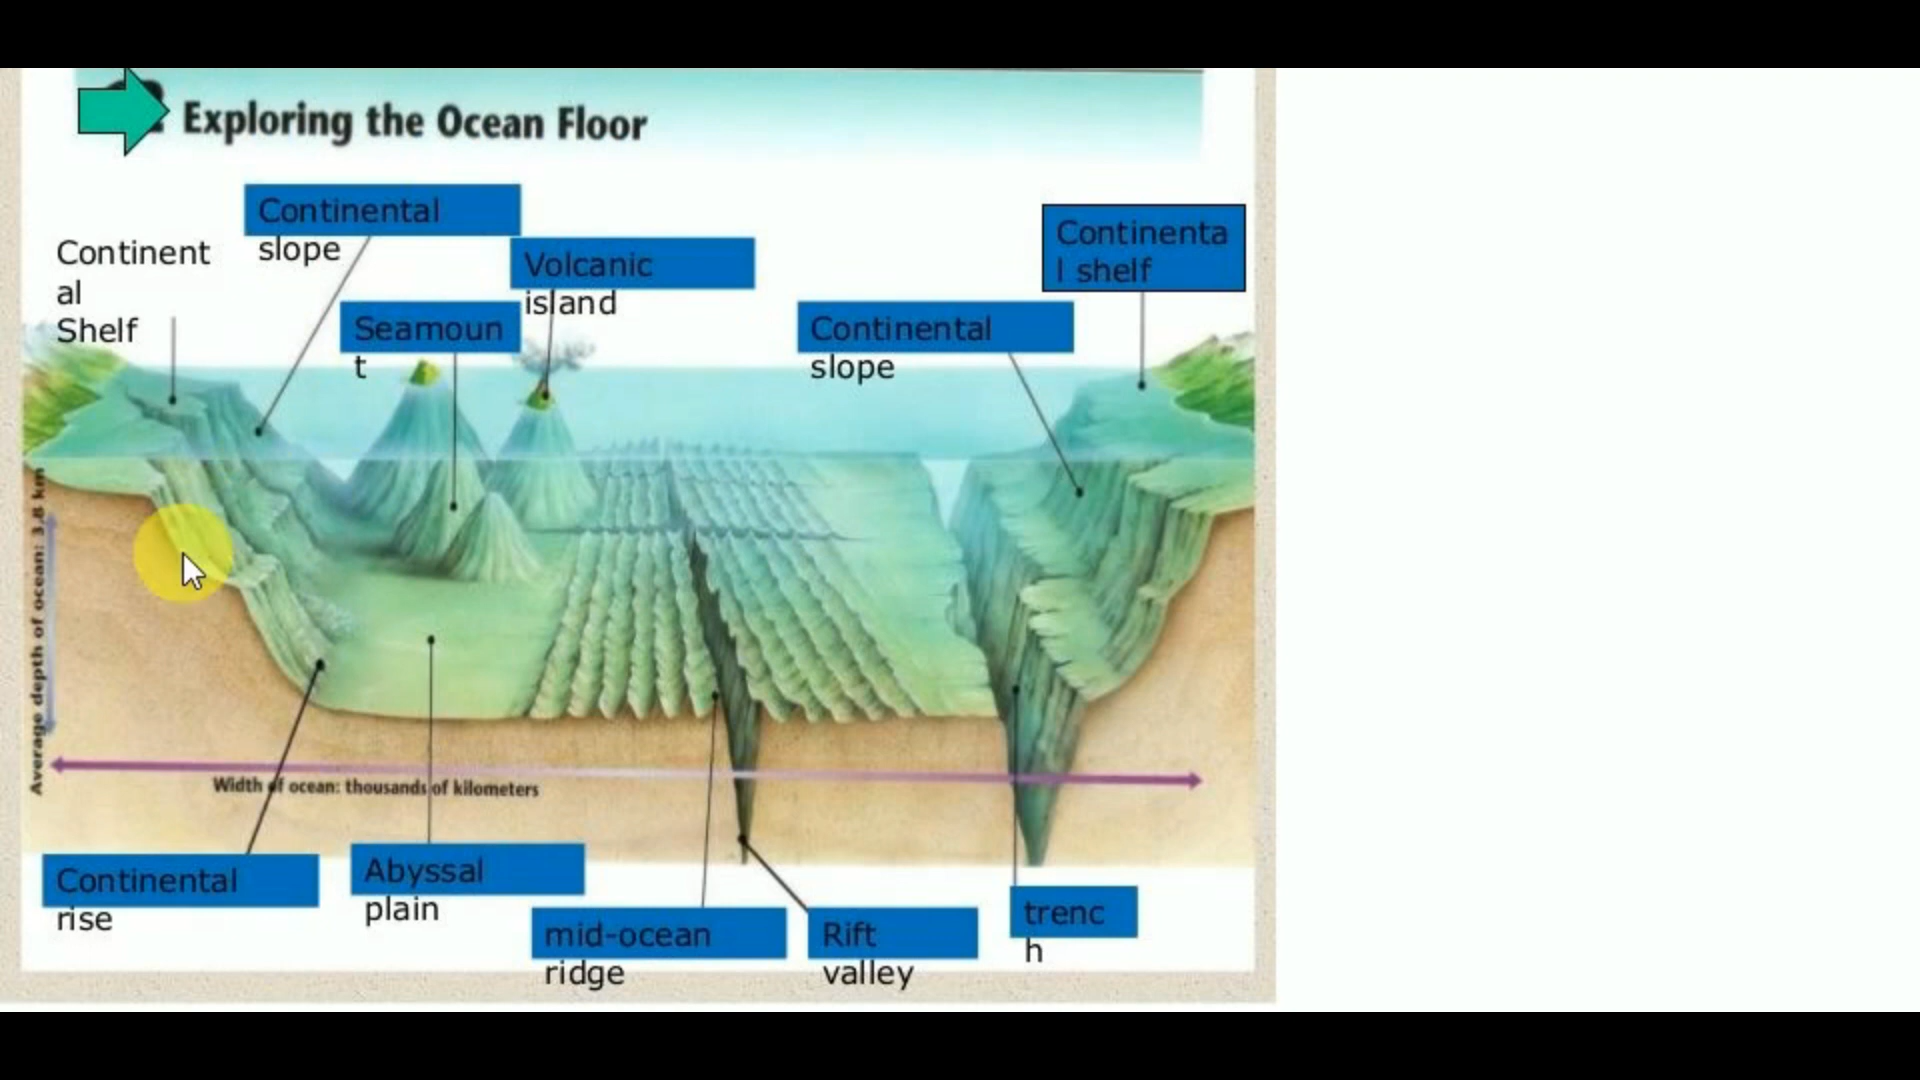 Exploring the Ocean Floor
Continental
slope
Continent
al
Shelf
Volcanic
island
Continenta
l shelf
Seamoun
t
Continental
slope
Average depth of ocean: 3.8 km
Width of ocean: thousands of kilometers
Continental
rise
Abyssal
plain
mid-ocean
ridge
Rift
valley
trenc
h